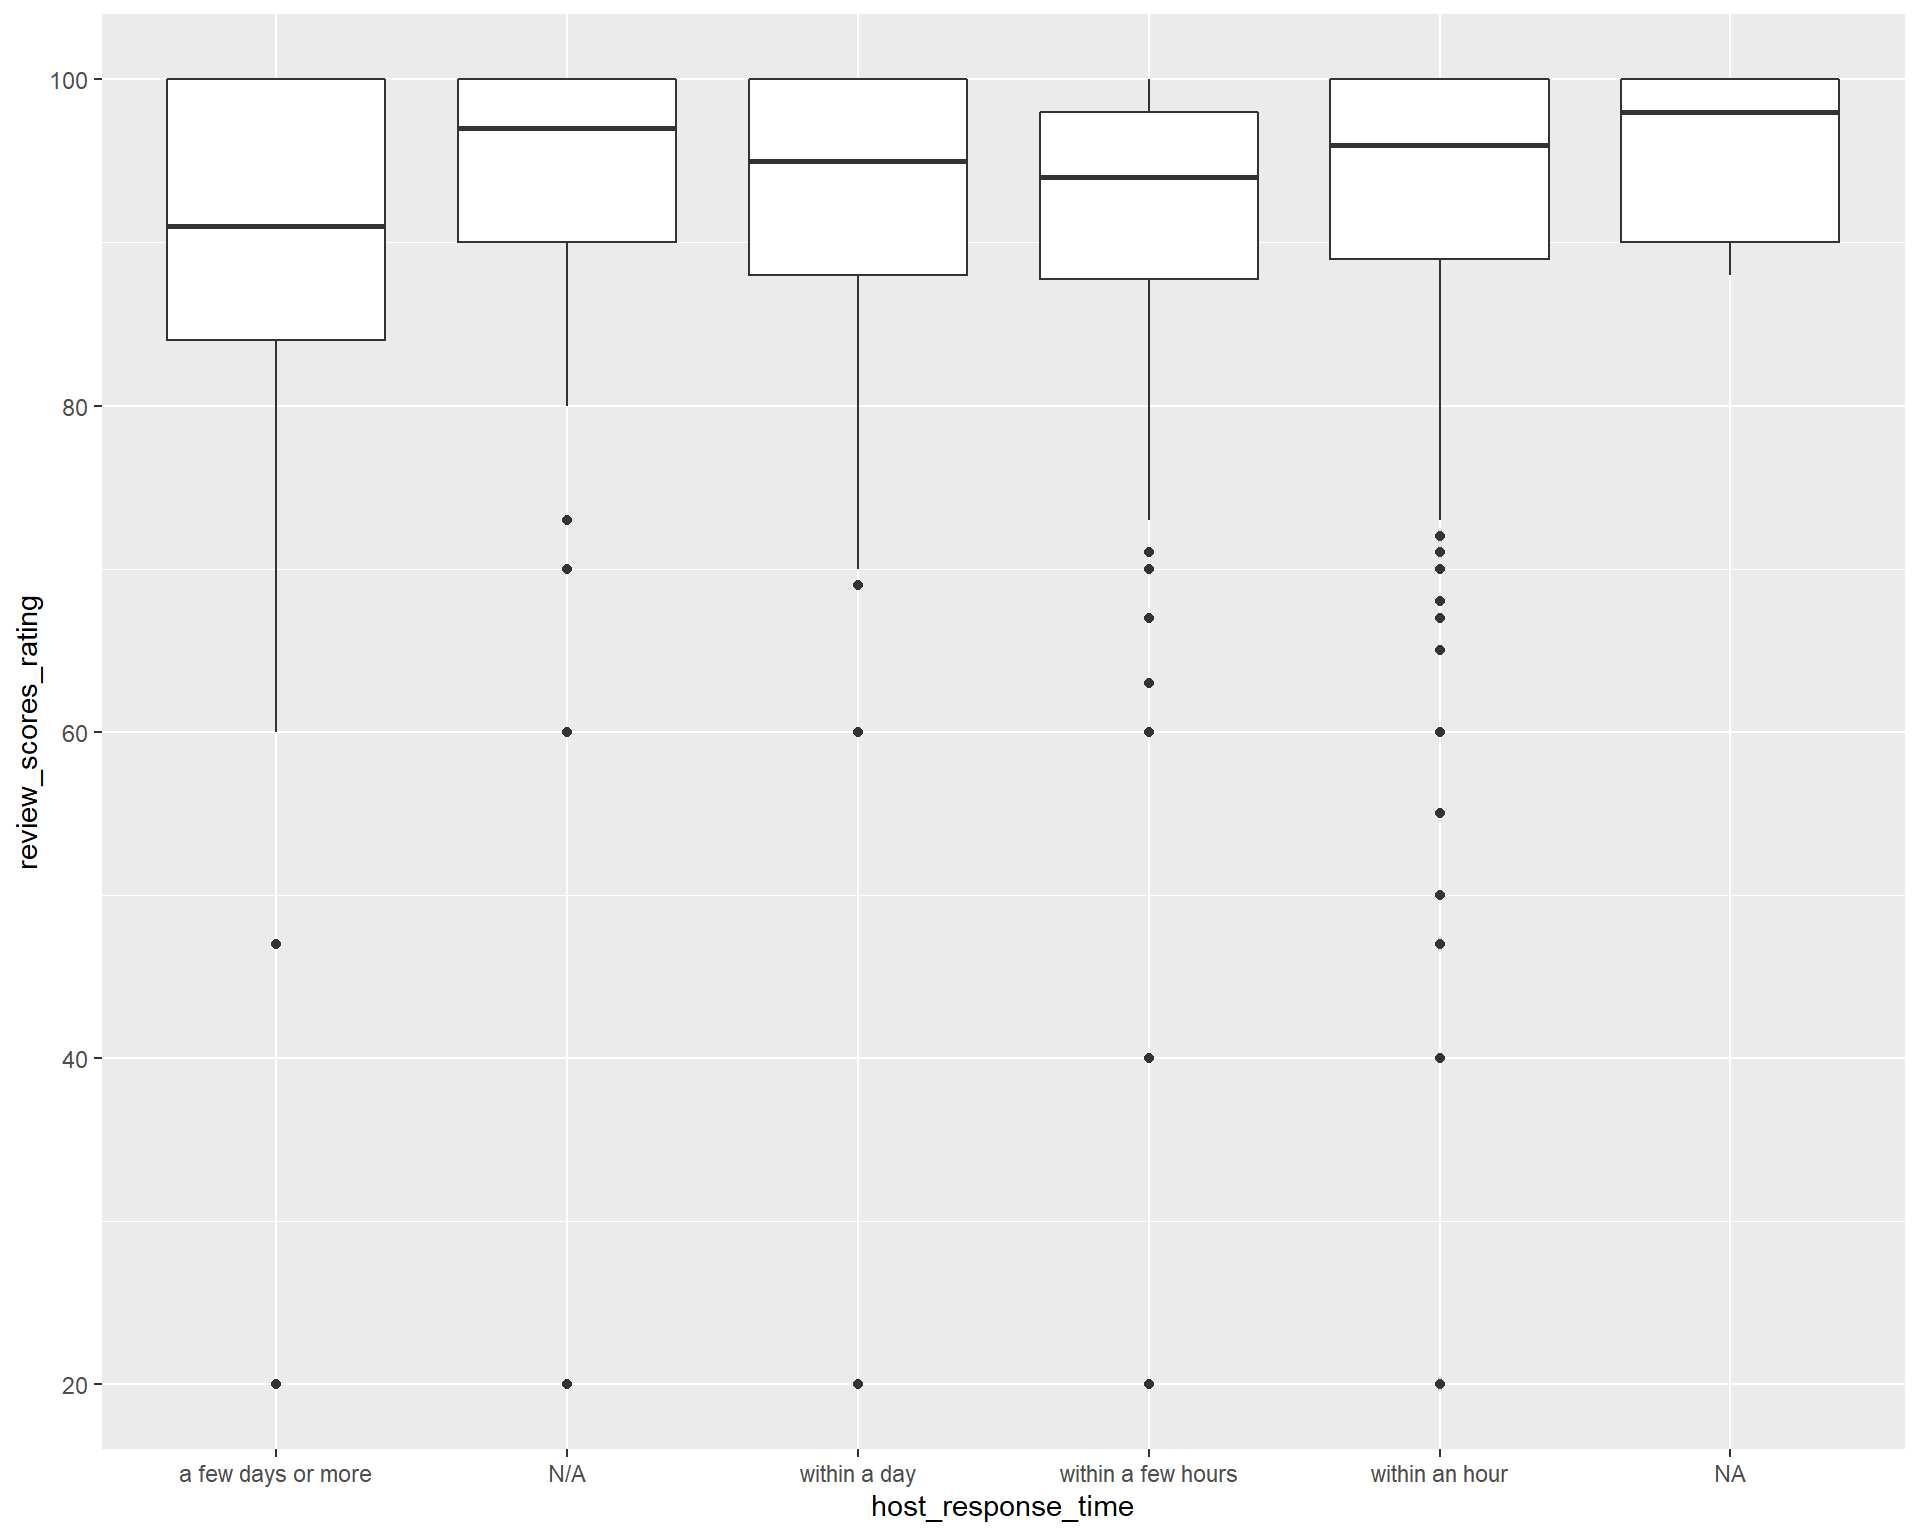 100
80
60
40
20
review_scores_rating
a few days or more
N/A
within a day
within a few hours
within an hour
NA
host_response_time